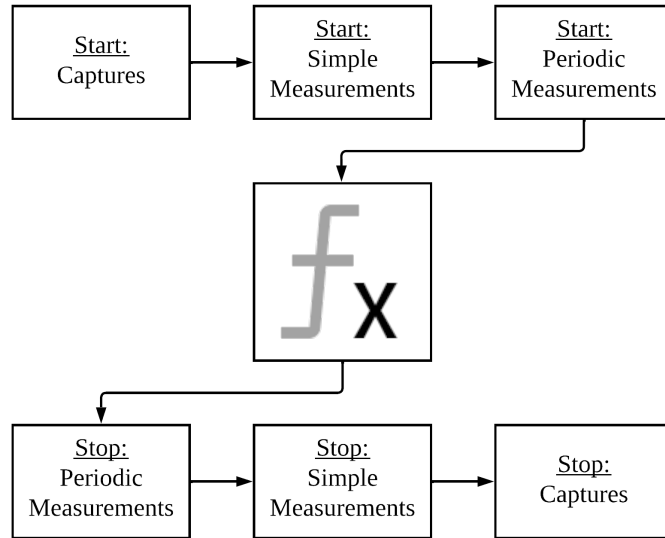 Start:
Captures
Start:
Simple
Measurements
Start:
Periodic
Measurements
fx
Stop:
Periodic
Measurements
Stop:
Simple
Measurements
Stop:
Captures